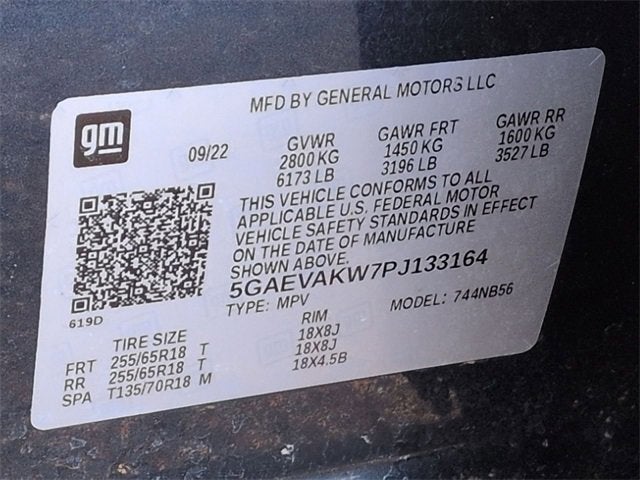 MFD BY GENERAL MOTORS LLC
gm
09/22
GVWR
2800 KG
6173 LB
GAWR FRT
1450 KG
3196 LB
GAWR RR
1600 KG
3527 LB
THIS VEHICLE CONFORMS TO ALL
APPLICABLE U.S. FEDERAL MOTOR
VEHICLE SAFETY STANDARDS IN EFFECT
ON THE DATE OF MANUFACTURE
SHOWN ABOVE.
5GAEVAKW7PJ133164
TYPE: MPV MODEL: 744NB56
619D
TIRE SIZE RIM
FRT 255/65R18 T 18X8J
RR 255/65R18 T 18X8J
SPA T135/70R18 M 18X4.5B